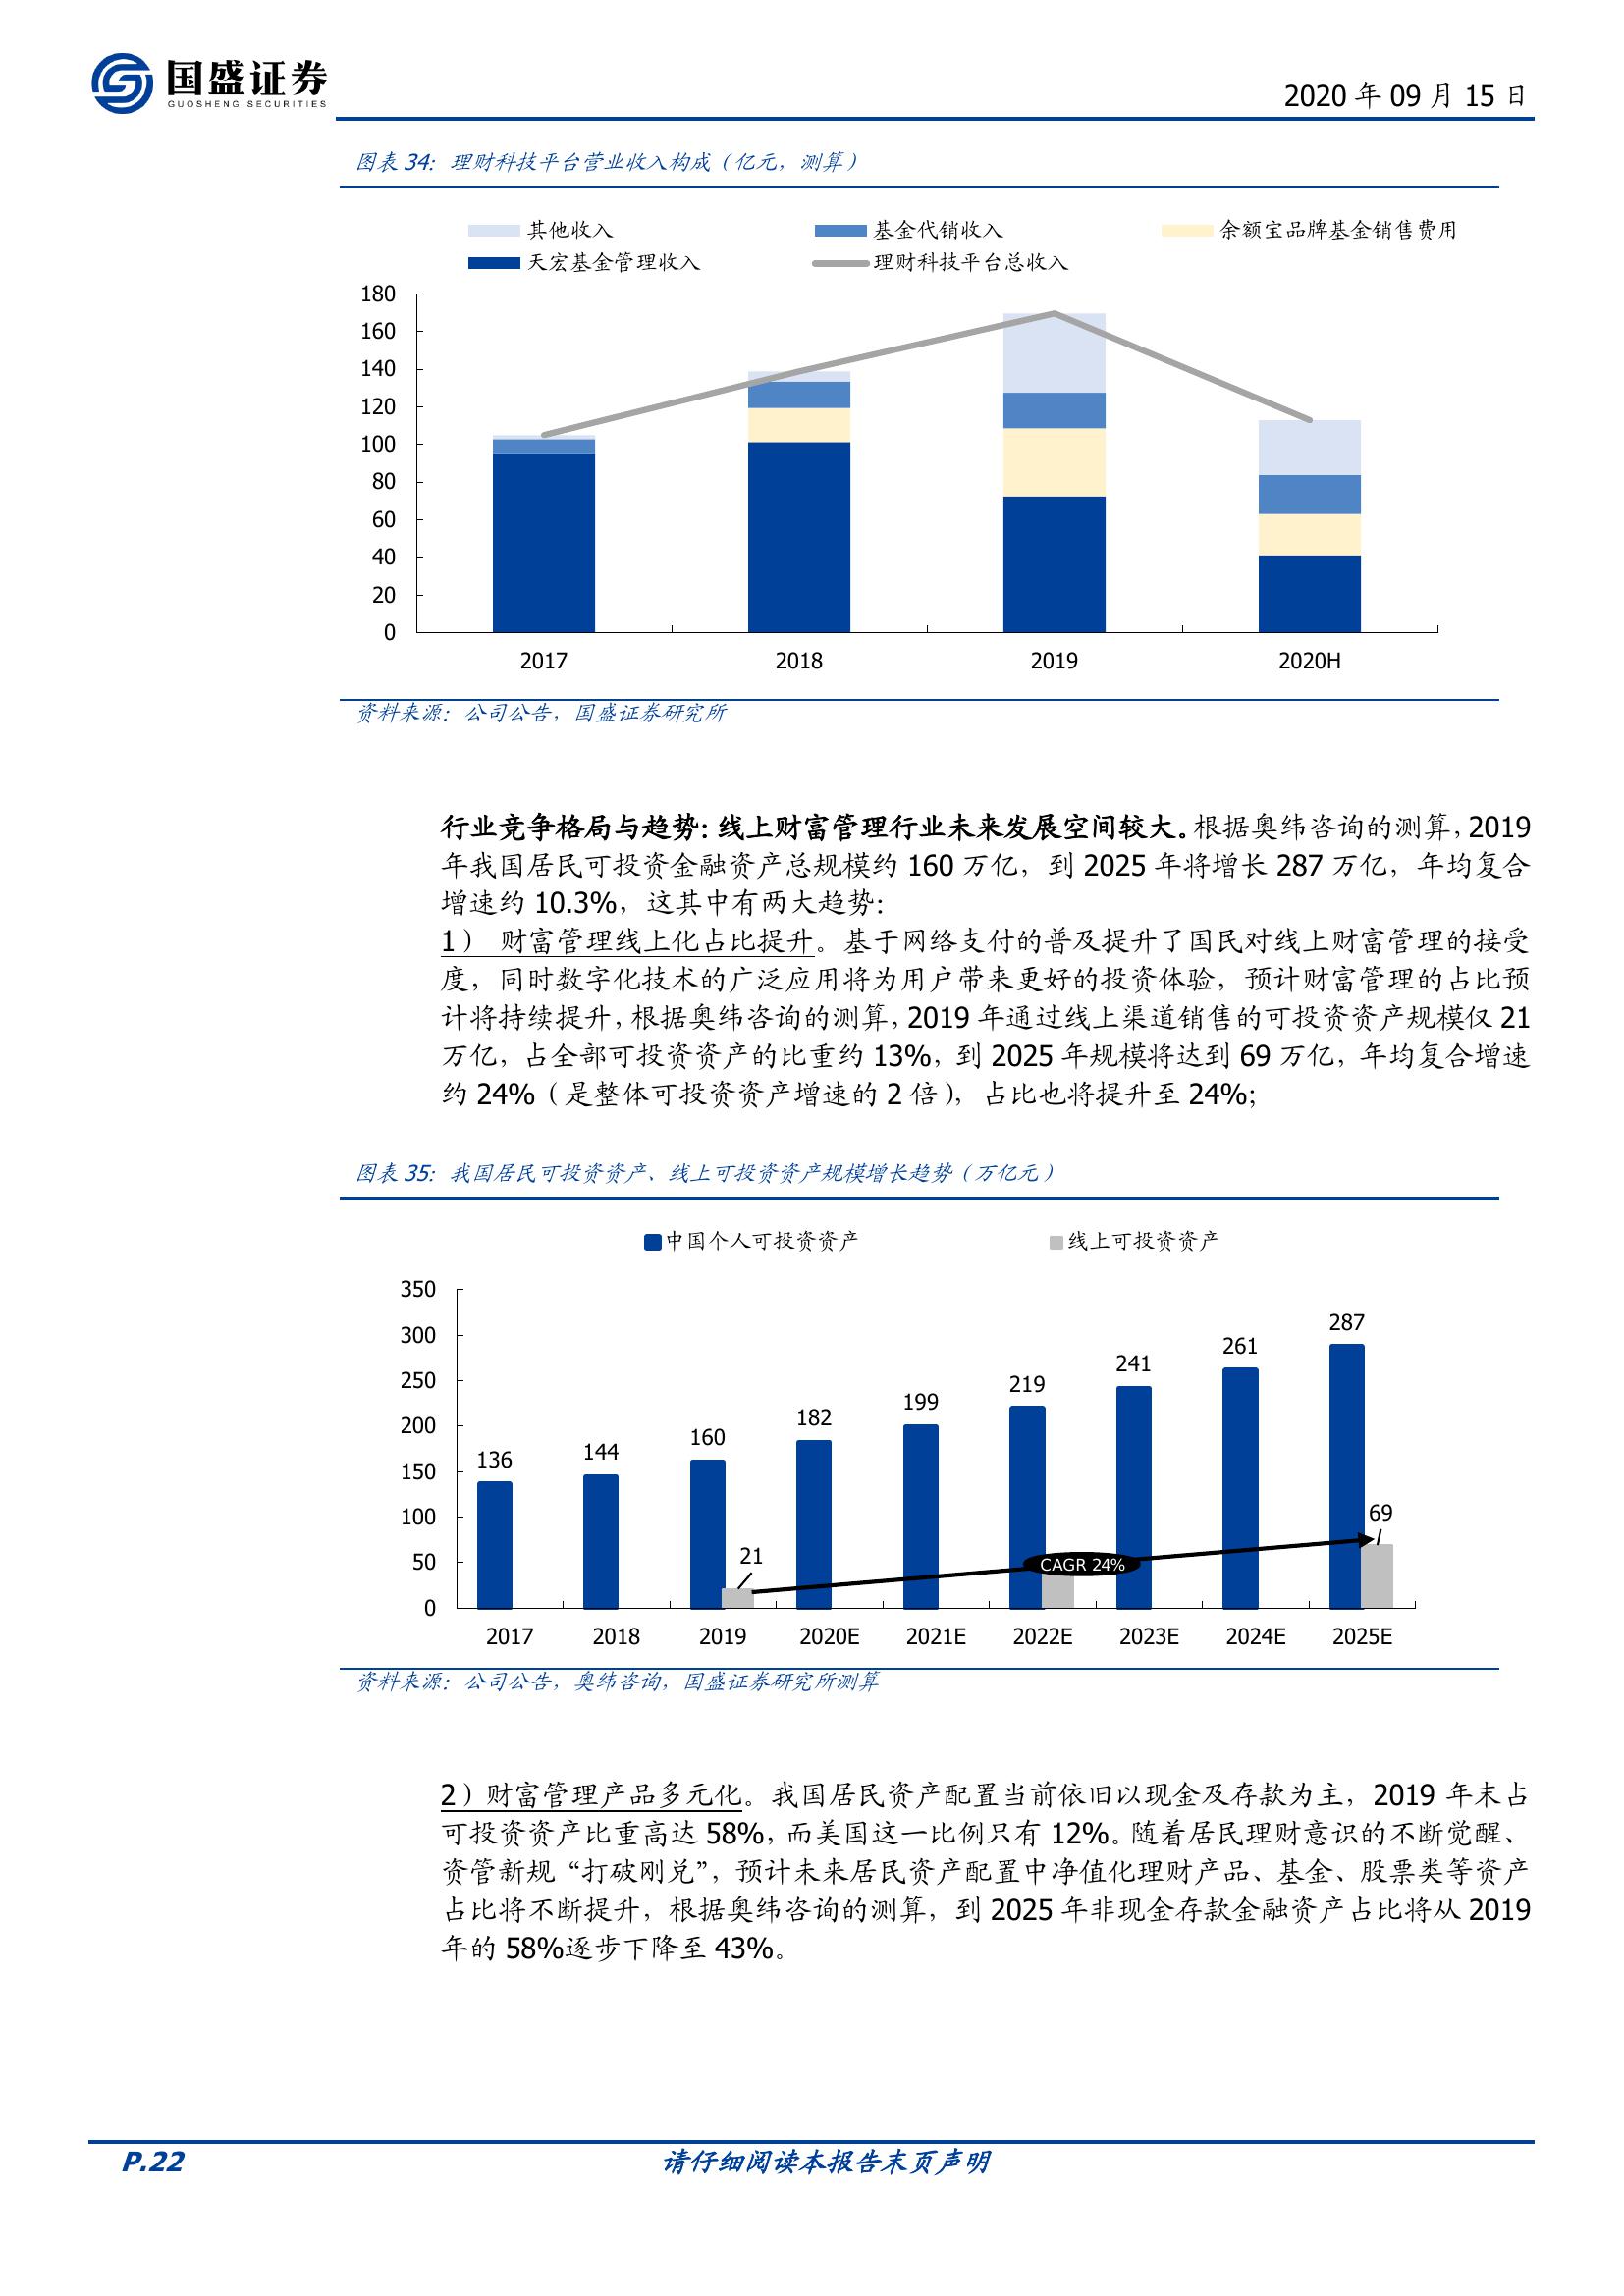 国盛证券
GUOSHENG SECURITIES
2020 年 09 月 15 日
图表 34：理财科技平台营业收入构成（亿元，测算）
其他收入 基金代销收入 余额宝品牌基金销售费用
天宏基金管理收入 理财科技平台总收入
180
160
140
120
100
80
60
40
20
0
2017 2018 2019 2020H
资料来源：公司公告，国盛证券研究所
行业竞争格局与趋势：线上财富管理行业未来发展空间较大。根据奥纬咨询的测算，2019
年我国居民可投资金融资产总规模约 160 万亿，到 2025 年将增长 287 万亿，年均复合
增速约 10.3%，这其中有两大趋势：
1） 财富管理线上化占比提升。基于网络支付的普及提升了国民对线上财富管理的接受
度，同时数字化技术的广泛应用将为用户带来更好的投资体验，预计财富管理的占比预
计将持续提升，根据奥纬咨询的测算，2019 年通过线上渠道销售的可投资资产规模仅 21
万亿，占全部可投资资产的比重约 13%，到 2025 年规模将达到 69 万亿，年均复合增速
约 24%（是整体可投资资产增速的 2 倍），占比也将提升至 24%；
图表 35：我国居民可投资资产、线上可投资资产规模增长趋势（万亿元）
中国个人可投资资产 线上可投资资产
350
300
250
200
150
100
50
0
136 144 160 182 199 219 241 261 287
21 69
CAGR 24%
2017 2018 2019 2020E 2021E 2022E 2023E 2024E 2025E
资料来源：公司公告，奥纬咨询，国盛证券研究所测算
2）财富管理产品多元化。我国居民资产配置当前依旧以现金及存款为主，2019 年末占
可投资资产比重高达 58%，而美国这一比例只有 12%。随着居民理财意识的不断觉醒、
资管新规“打破刚兑”，预计未来居民资产配置中净值化理财产品、基金、股票类等资产
占比将不断提升，根据奥纬咨询的测算，到 2025 年非现金存款金融资产占比将从 2019
年的 58%逐步下降至 43%。
P.22 请仔细阅读本报告末页声明